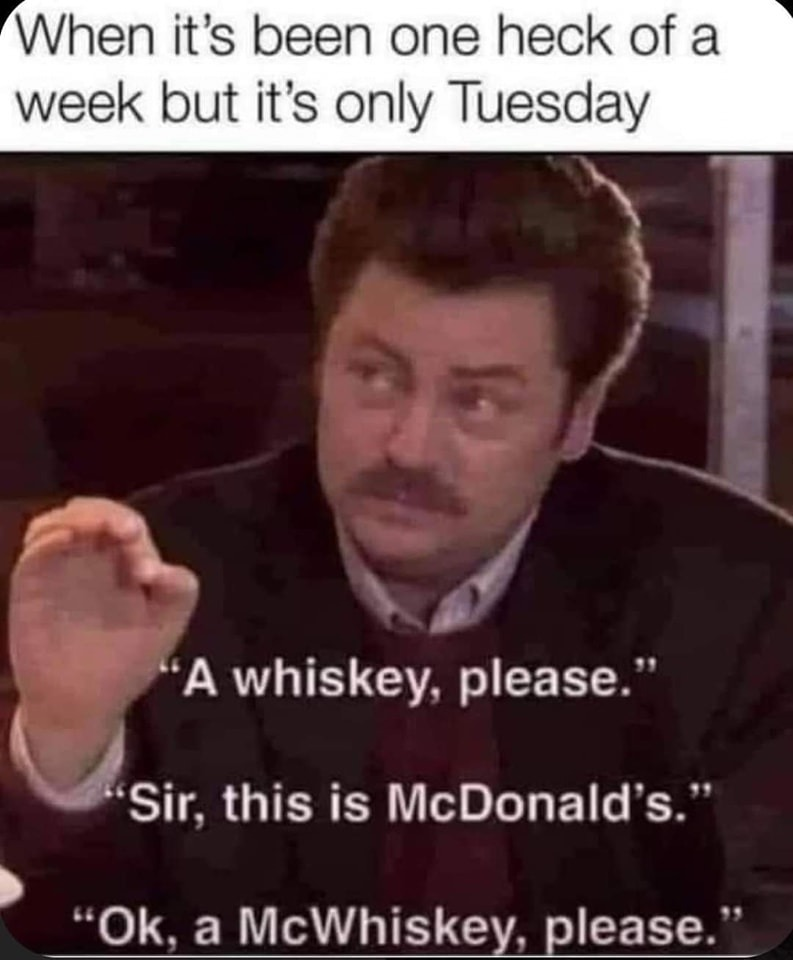 When it’s been one heck of a
week but it’s only Tuesday
“A whiskey, please.”
“Sir, this is McDonald’s.”
“Ok, a McWhiskey, please.”